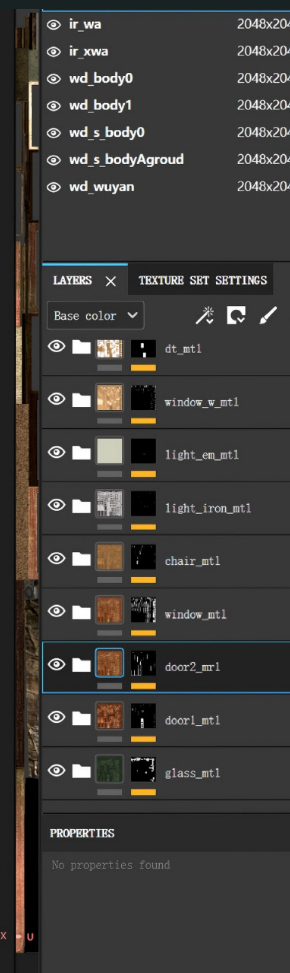 ir_wa 2048x204
ir_xwa 2048x204
wd_body0 2048x204
wd_body1 2048x204
wd_s_body0 2048x204
wd_s_bodyAgroud 2048x204
wd_wuyan 2048x204
LAYERS × TEXTURE SET SETTINGS
Base color
dt_mtl
window_w_mtl
light_em_mtl
light_iron_mtl
chair_mtl
window_mtl
door2_mrl
door1_mtl
glass_mtl
PROPERTIES
No properties found
X U